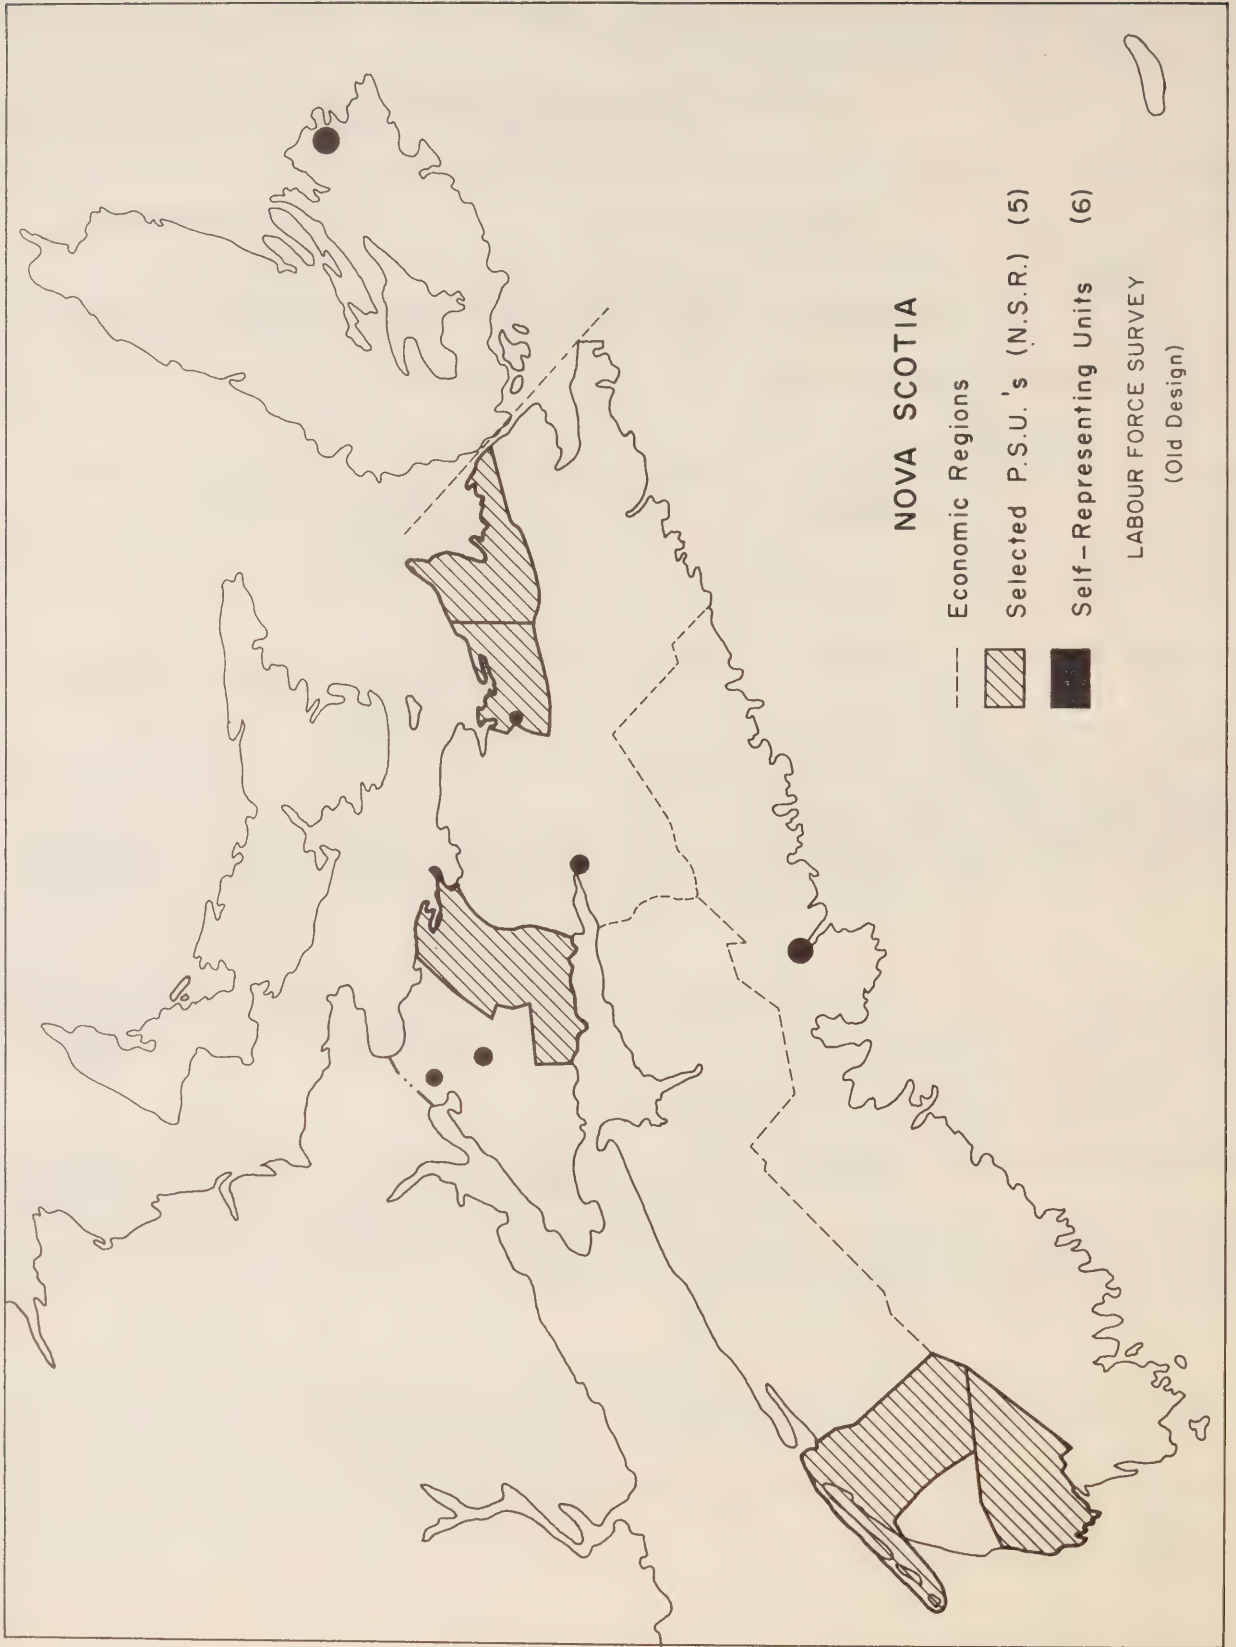 NOVA SCOTIA
Economic Regions
Selected P.S.U.'s (N.S.R.) (5)
Self-Representing Units (6)
LABOUR FORCE SURVEY
(Old Design)